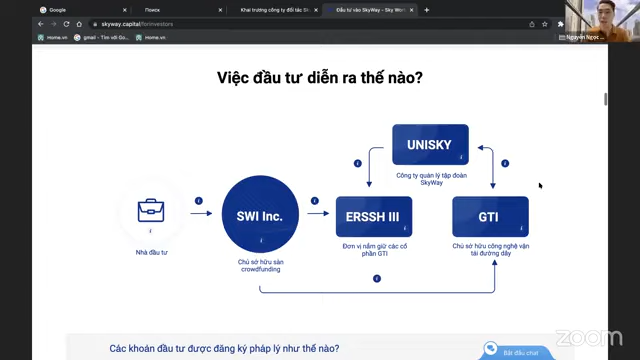 Google
Поиск
Khai trương công ty đối tác Sk
Đầu tư vào SkyWay – Sky Worl
skyway.capital/forinvestors
Home.vn
gmail - Tìm với Go...
Home.vn
Nguyễn Ngọc
Việc đầu tư diễn ra thế nào?
UNISKY
Công ty quản lý tập đoàn
SkyWay
SWI Inc.
ERSSH III
GTI
Nhà đầu tư
Chủ sở hữu sàn
crowdfunding
Đơn vị nắm giữ các cổ
phần GTI
Chủ sở hữu công nghệ vận
tải đường dây
Các khoản đầu tư được đăng ký pháp lý như thế nào?
Bắt đầu chat
zoom